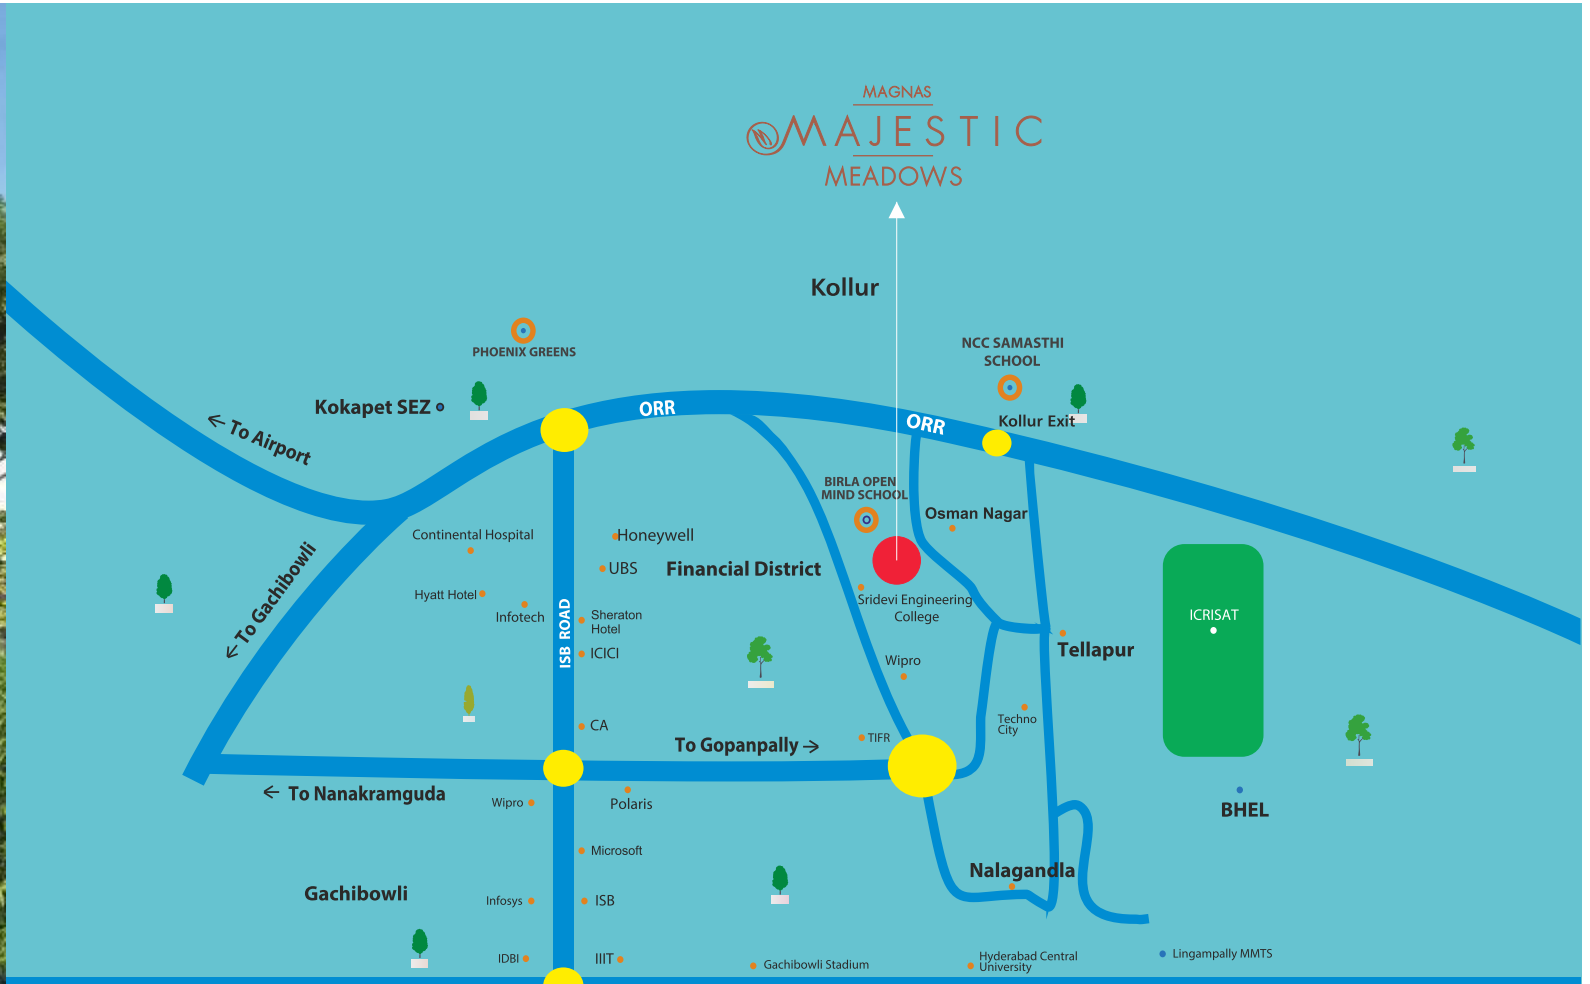 MAGNAS
MAJESTIC
MEADOWS
Kollur
PHOENIX GREENS
NCC SAMASTHI
SCHOOL
Kokapet SEZ
ORR
ORR
Kollur Exit
To Airport
BIRLA OPEN
MIND SCHOOL
Osman Nagar
Continental Hospital
Honeywell
UBS
Financial District
To Gachibowli
Hyatt Hotel
Infotech
Sheraton
Hotel
ISB ROAD
ICICI
Sridevi Engineering
College
ICRISAT
Tellapur
Wipro
Techno
City
CA
To Gopanpally
TIFR
To Nanakramguda
Wipro
Polaris
BHEL
Microsoft
Nalagandla
Gachibowli
Infosys
ISB
IDBI
IIIT
Gachibowli Stadium
Hyderabad Central
University
Lingampally MMTS